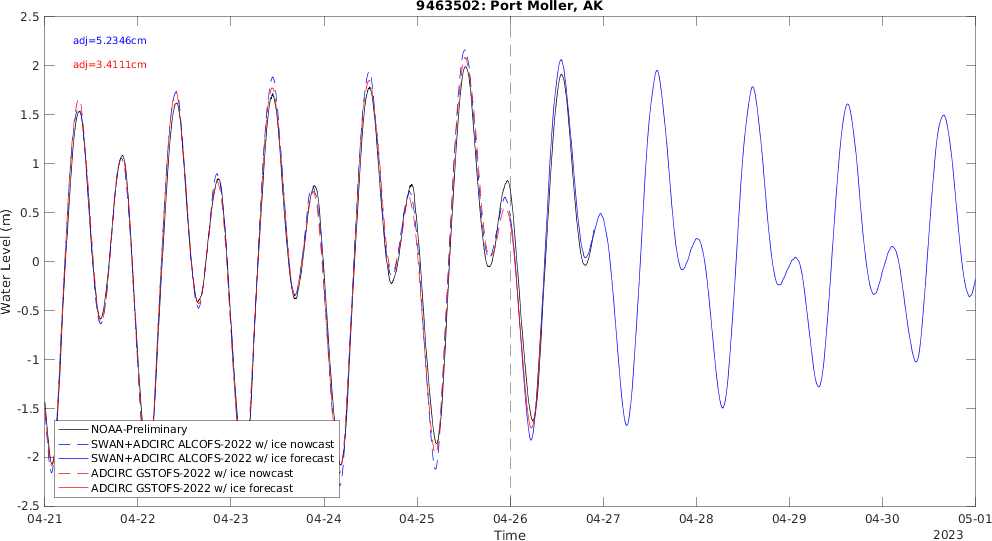 9463502: Port Moller, AK
2.5
2
1.5
1
0.5
0
-0.5
-1
-1.5
-2
-2.5
Water Level (m)
adj=5.2346cm
adj=3.4111cm
NOAA-Preliminary
SWAN+ADCIRC ALCOFS-2022 w/ ice nowcast
SWAN+ADCIRC ALCOFS-2022 w/ ice forecast
ADCIRC GSTOFS-2022 w/ ice nowcast
ADCIRC GSTOFS-2022 w/ ice forecast
04-21 04-22 04-23 04-24 04-25 04-26 04-27 04-28 04-29 04-30 05-01
Time
2023